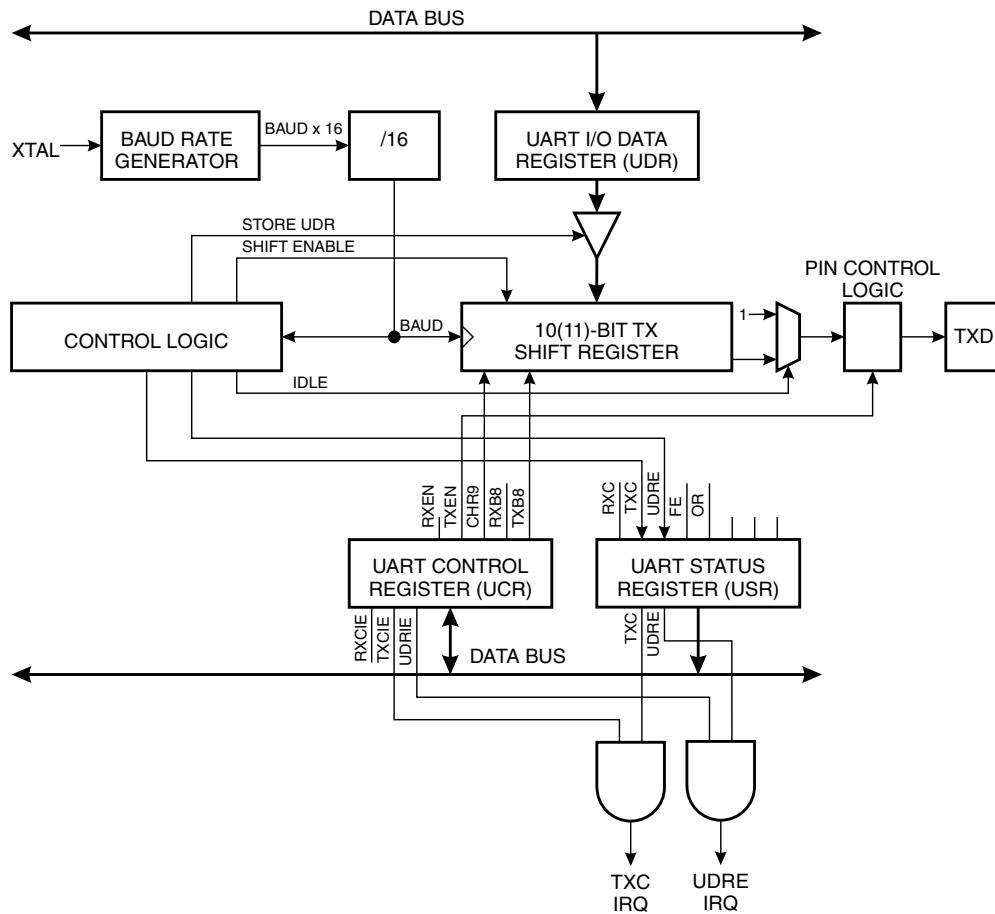 DATA BUS
XTAL
BAUD RATE
GENERATOR
BAUD x 16
/16
UART I/O DATA
REGISTER (UDR)
STORE UDR
SHIFT ENABLE
PIN CONTROL
LOGIC
CONTROL LOGIC
BAUD
10(11)-BIT TX
SHIFT REGISTER
1
TXD
IDLE
RXEN
TXEN
CHR9
RXB8
TXB8
RXC
TXC
UDRE
FE
OR
UART CONTROL
REGISTER (UCR)
UART STATUS
REGISTER (USR)
RXCIE
TXCIE
UDRIE
TXC
UDRE
DATA BUS
TXC
IRQ
UDRE
IRQ